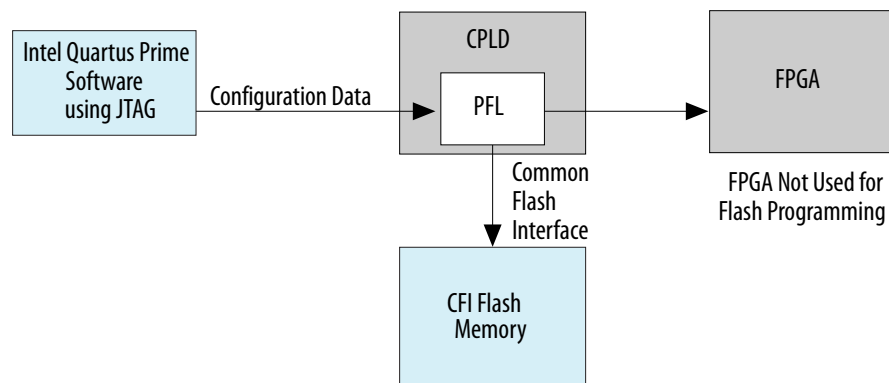 Intel Quartus Prime
Software
using JTAG
Configuration Data
CPLD
PFL
FPGA
FPGA Not Used for
Flash Programming
Common
Flash
Interface
CFI Flash
Memory